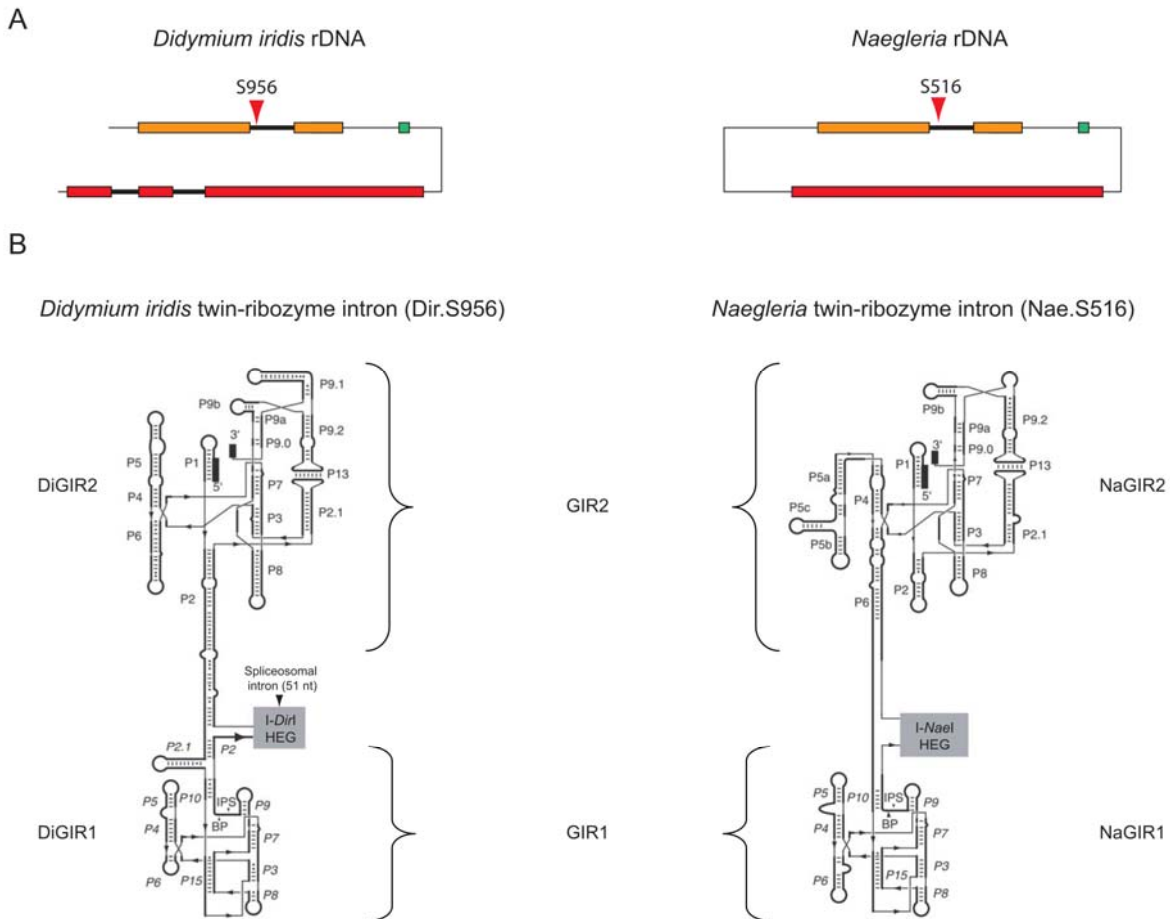 A
Didymium iridis rDNA
Naegleria rDNA
S956
S516
B
Didymium iridis twin-ribozyme intron (Dir.S956)
Naegleria twin-ribozyme intron (Nae.S516)
P9.1
P9b
P9a
P9.2
3'
P9.0
P5
P1
P13
5'
P7
DiGIR2
P4
P3
P2.1
P6
P8
P2
Spliceosomal
intron (51 nt)
I-DirI
HEG
P2.1
P2
P10
IPS
P9
P5
BP
DiGIR1
P4
P7
P3
P6
P15
P8
GIR2
GIR1
P9b
P9a
P9.2
3'
P9.0
P5a
P1
P13
P4
5'
P7
NaGIR2
P5c
P3
P5b
P2.1
P8
P2
P6
I-NaeI
HEG
P5
P10
IPS
P9
BP
P4
P7
NaGIR1
P3
P15
P6
P8